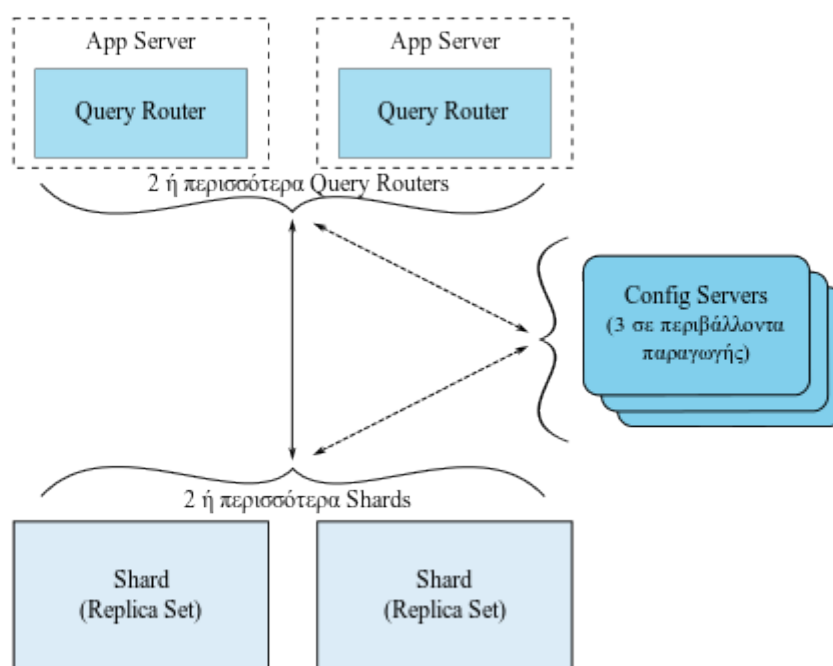 App Server
App Server
Query Router
Query Router
2 ή περισσότερα Query Routers
Config Servers
(3 σε περιβάλλοντα
παραγωγής)
2 ή περισσότερα Shards
Shard
(Replica Set)
Shard
(Replica Set)